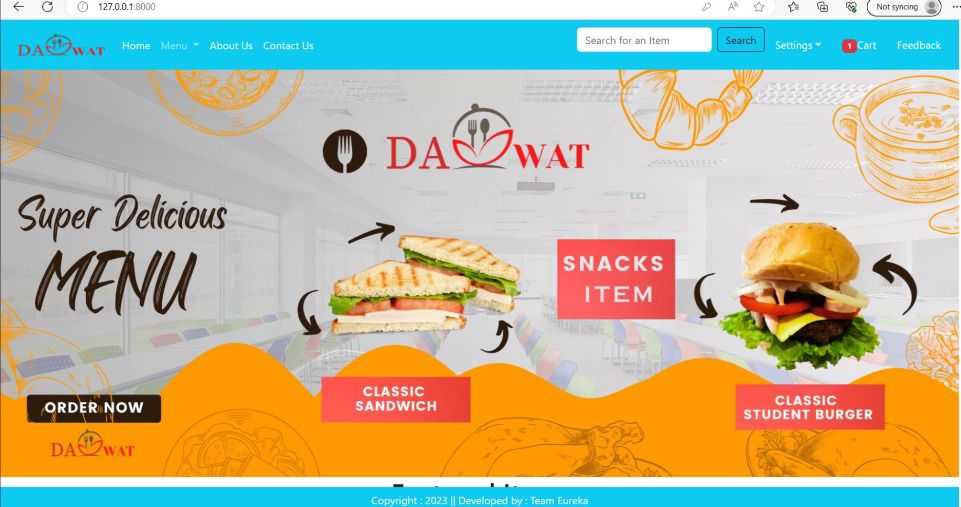 127.0.0.1:8000
Not syncing
DAWAT
Home
Menu
About Us
Contact Us
Search for an Item
Search
Settings
1
Cart
Feedback
DAWAT
Super Delicious
MENU
SNACKS
ITEM
CLASSIC
SANDWICH
CLASSIC
STUDENT BURGER
ORDER NOW
DAWAT
Copyright : 2023 || Developed by : Team Eureka